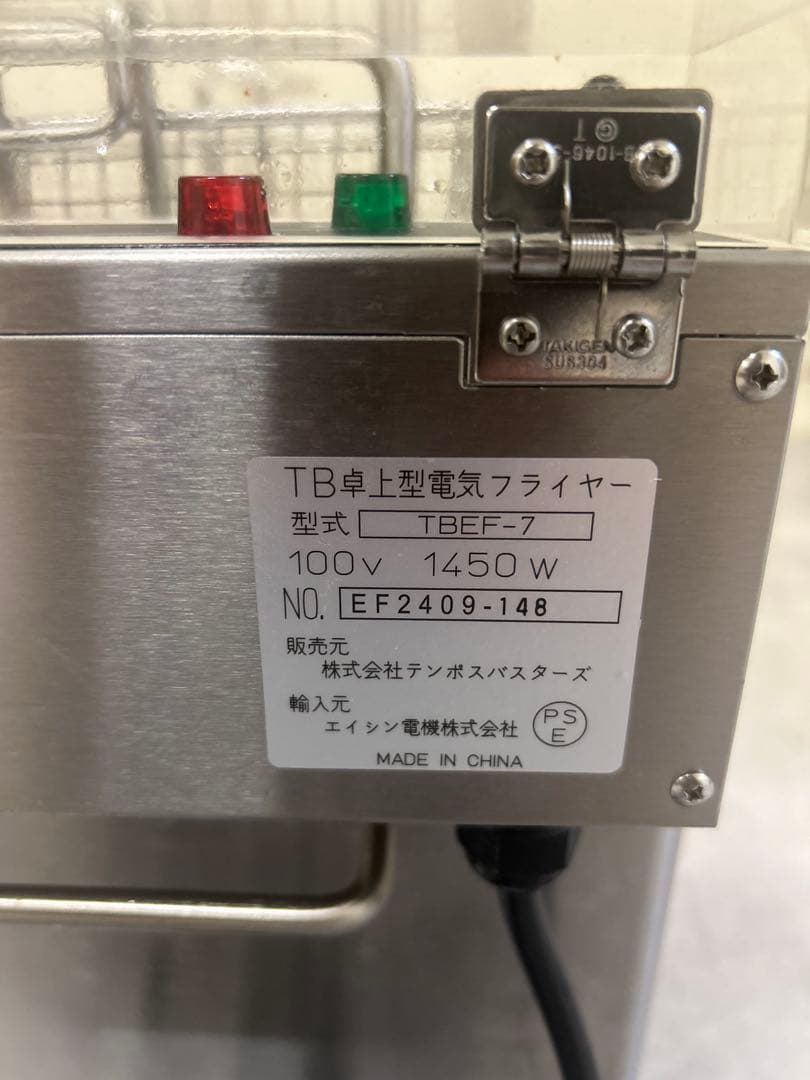 TAKIGEN
SUS304
TB卓上型電気フライヤー
型式 TBEF-7
100V 1450W
NO. EF2409-148
販売元
株式会社テンポスバスターズ
輸入元
エイシン電機株式会社
PS
E
MADE IN CHINA